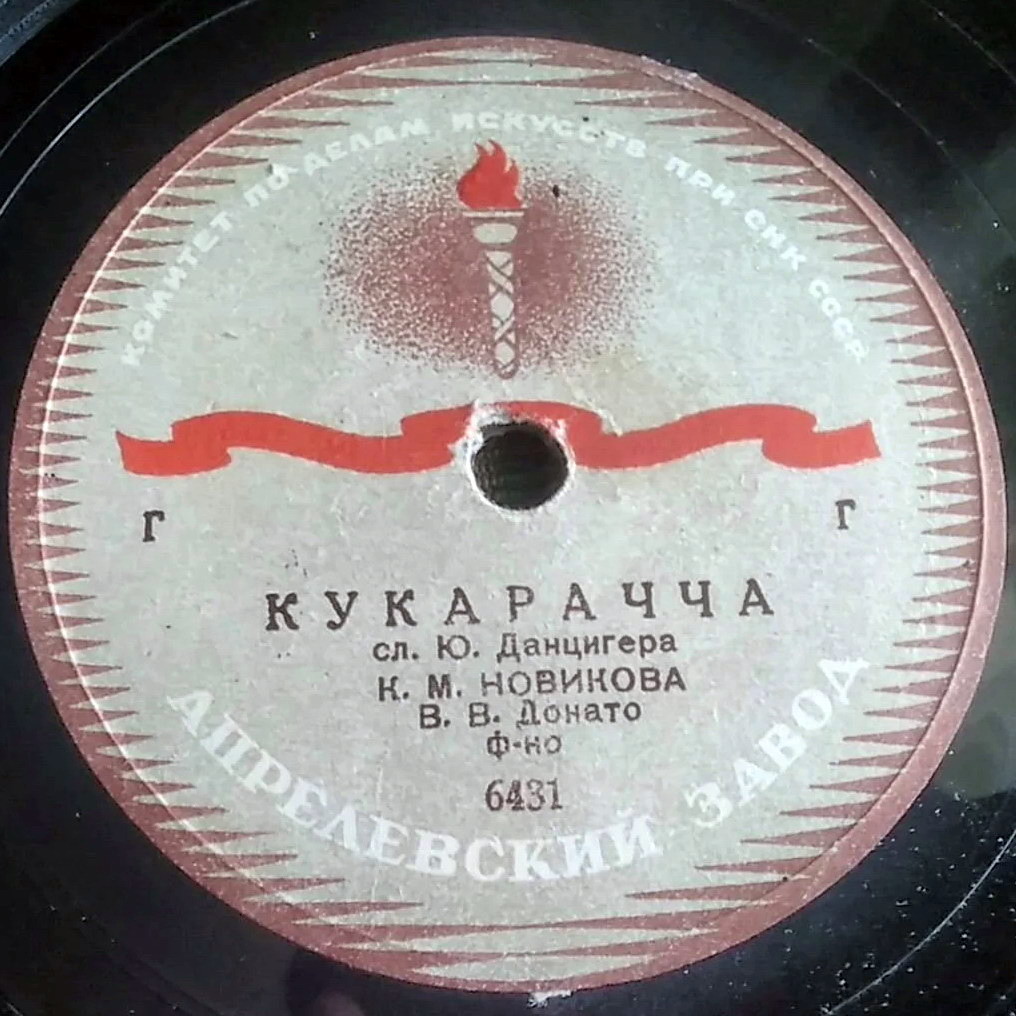 КОМИТЕТ ПО ДЕЛАМ ИСКУССТВ ПРИ СНК СССР
Г Г
КУКАРАЧЧА
сл. Ю. Данцигера
К. М. НОВИКОВА
В. В. Донато
Ф-но
6431
АПРЕЛЕВСКИЙ ЗАВОД